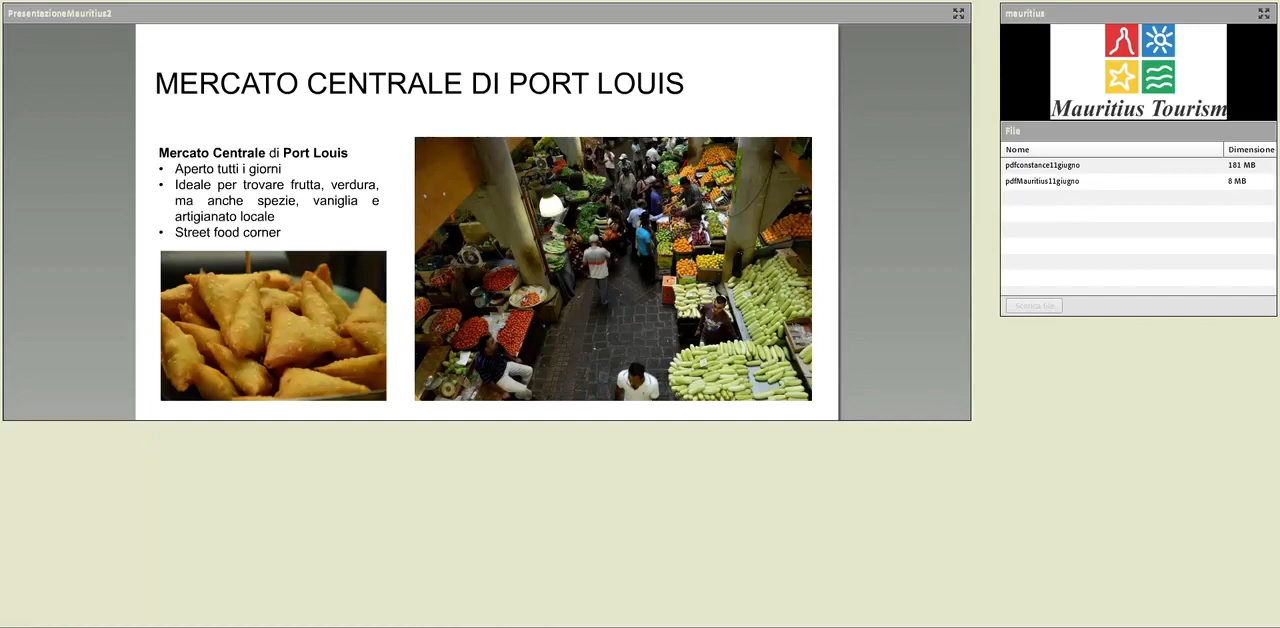 PresentazioneMauritius2
MERCATO CENTRALE DI PORT LOUIS
Mercato Centrale di Port Louis
• Aperto tutti i giorni
• Ideale per trovare frutta, verdura,
ma anche spezie, vaniglia e
artigianato locale
• Street food corner
mauritius
Mauritius Tourism
File
Nome Dimensione
pdfconstance11giugno 181 MB
pdfMauritius11giugno 8 MB
Scarica file